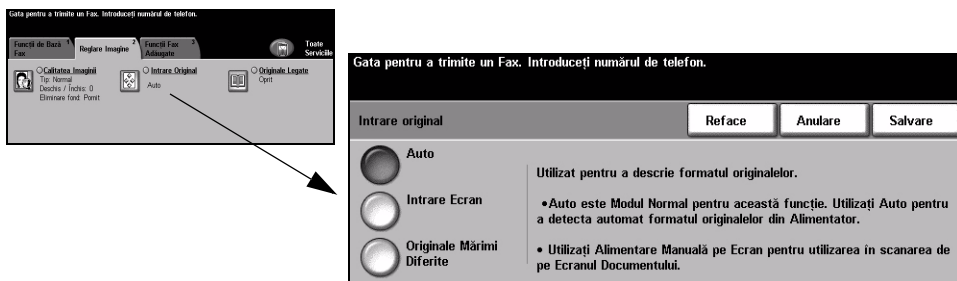 Gata pentru a trimite un Fax. Introduceți numărul de telefon.
Funcții de Bază Fax 1
Reglare Imagine 2
Funcții Fax Adăugate 3
Toate Serviciile
Calitatea Imaginii
Tip: Normal
Deschis / Închis: 0
Eliminare fond: Pornit
Intrare Original
Auto
Originale Legate
Oprit
Gata pentru a trimite un Fax. Introduceți numărul de telefon.
Intrare original
Reface
Anulare
Salvare
Auto
Intrare Ecran
Originale Mărimi
Diferite
Utilizat pentru a descrie formatul originalelor.
•Auto este Modul Normal pentru această funcție. Utilizați Auto pentru
a detecta automat formatul originalelor din Alimentator.
• Utilizați Alimentare Manuală pe Ecran pentru utilizarea în scanarea de
pe Ecranul Documentului.